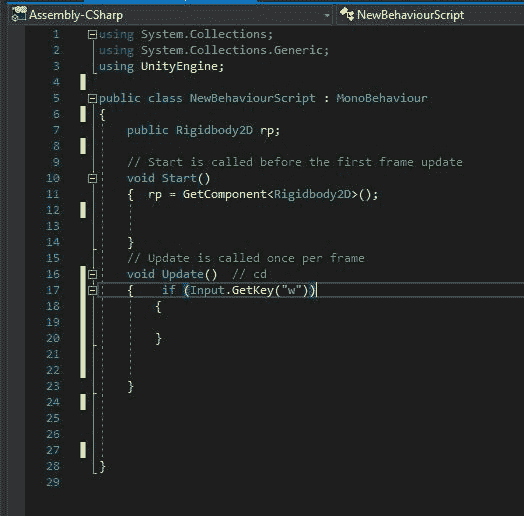 Assembly-CSharp NewBehaviourScript
1 using System.Collections;
2 using System.Collections.Generic;
3 using UnityEngine;
4
5 public class NewBehaviourScript : MonoBehaviour
6 {
7 public Rigidbody2D rp;
8
9 // Start is called before the first frame update
10 void Start()
11 { rp = GetComponent<Rigidbody2D>();
12
13
14 }
15 // Update is called once per frame
16 void Update() // cd
17 { if (Input.GetKey("w"))
18 {
19
20 }
21
22
23 }
24
25
26
27
28 }
29